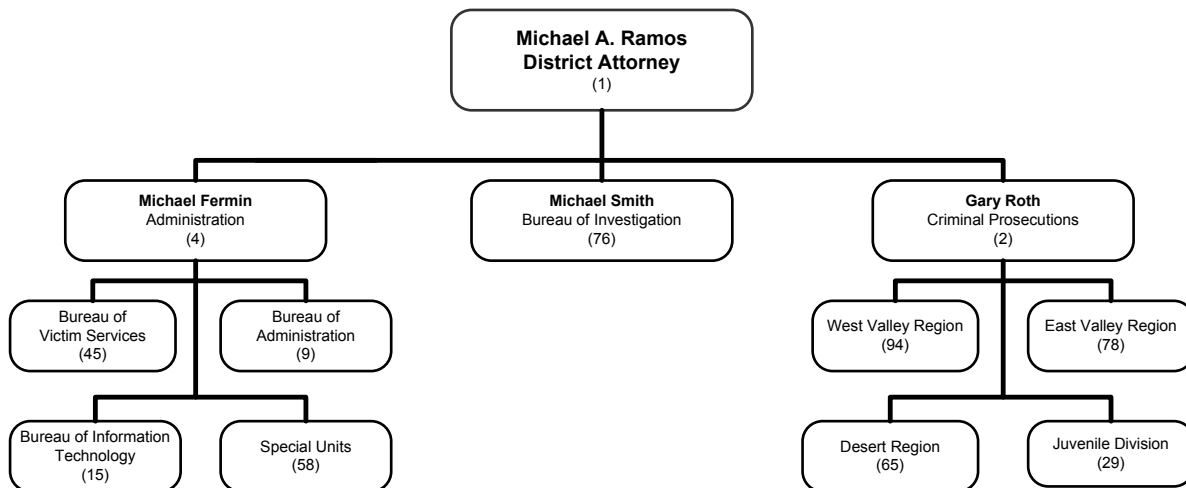 Michael A. Ramos
District Attorney
(1)
Michael Fermin
Administration
(4)
Michael Smith
Bureau of Investigation
(76)
Gary Roth
Criminal Prosecutions
(2)
Bureau of
Victim Services
(45)
Bureau of
Administration
(9)
West Valley Region
(94)
East Valley Region
(78)
Bureau of Information
Technology
(15)
Special Units
(58)
Desert Region
(65)
Juvenile Division
(29)